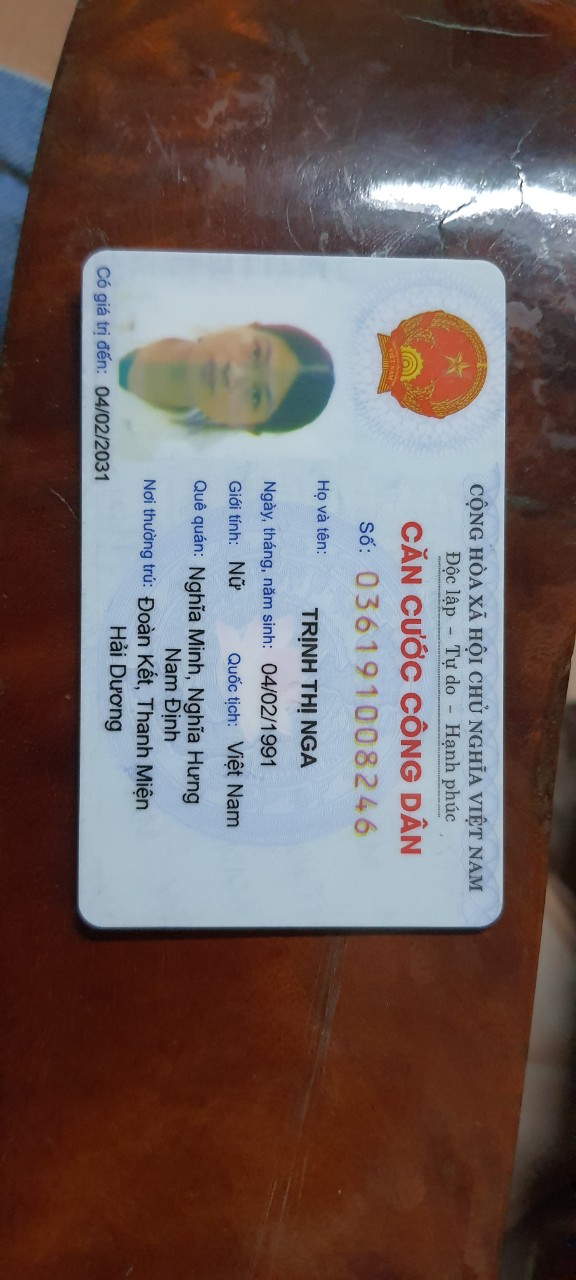 CỘNG HÒA XÃ HỘI CHỦ NGHĨA VIỆT NAM
Độc lập - Tự do - Hạnh phúc
CĂN CƯỚC CÔNG DÂN
Số: 036191008246
Họ và tên:
TRỊNH THỊ NGA
Ngày, tháng, năm sinh: 04/02/1991
Giới tính: Nữ Quốc tịch: Việt Nam
Quê quán: Nghĩa Minh, Nghĩa Hưng
Nam Định
Nơi thường trú: Đoàn Kết, Thanh Miện
Hải Dương
Có giá trị đến: 04/02/2031
VIỆT NAM